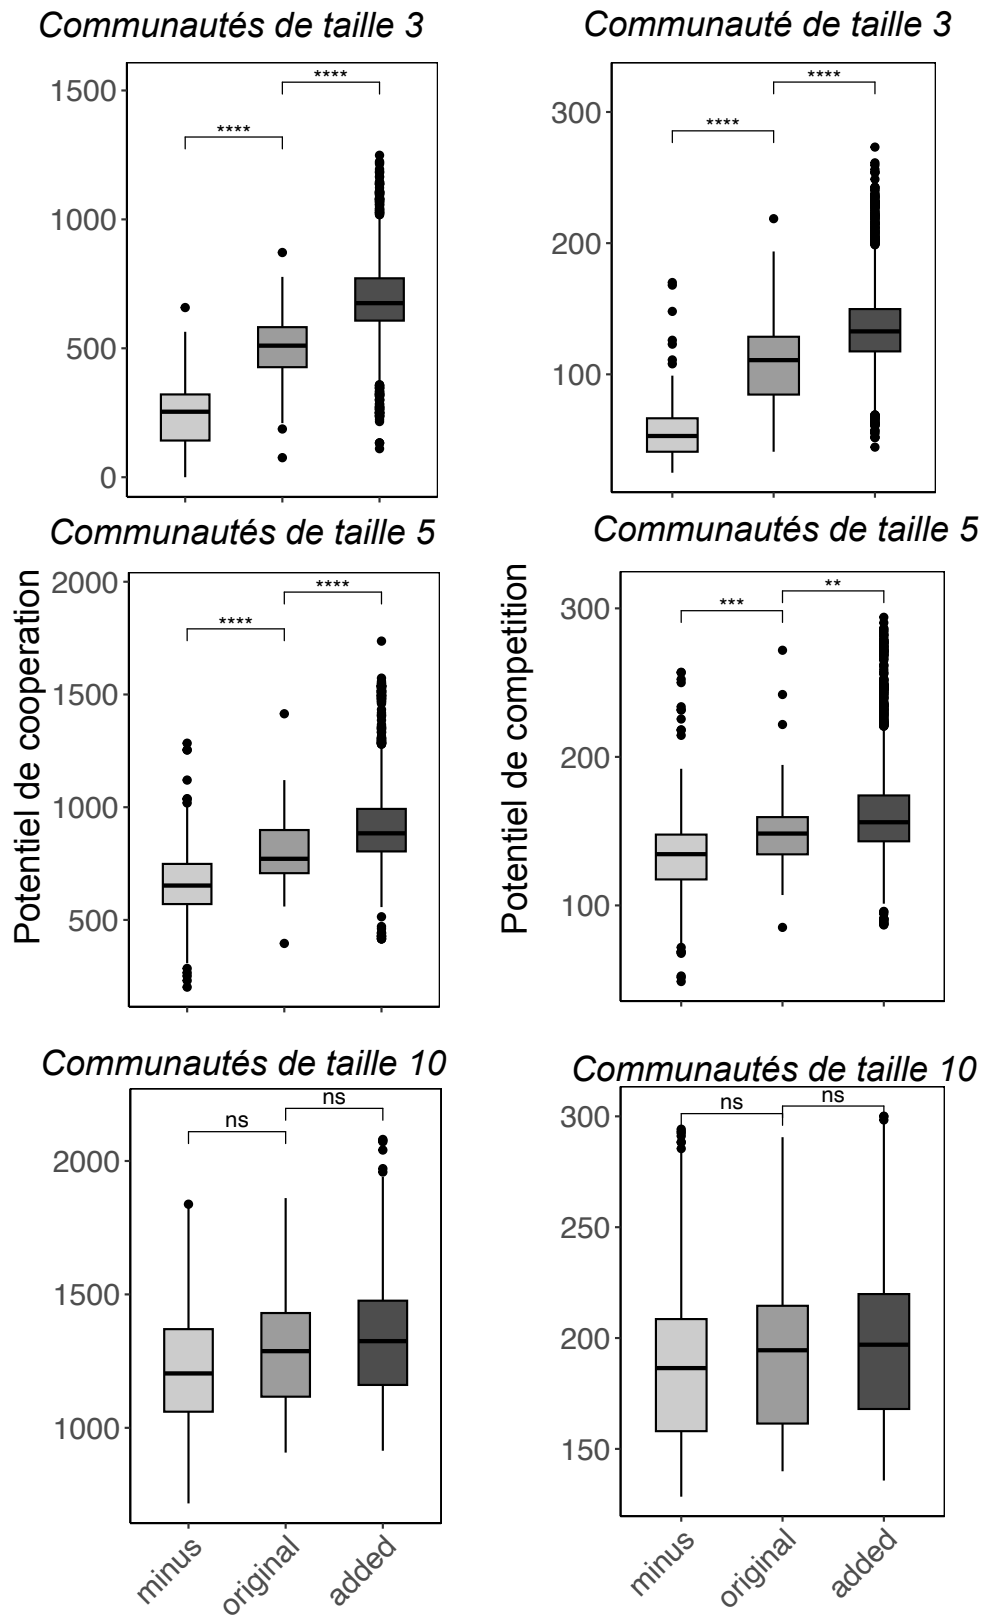 Communautés de taille 3
1500
1000
500
0
****
****
Communauté de taille 3
300
200
100
****
****
Communautés de taille 5
Potentiel de cooperation
2000
1500
1000
500
****
****
Communautés de taille 5
Potentiel de competition
300
200
100
***
**
Communautés de taille 10
2000
1500
1000
ns
ns
minus
original
added
Communautés de taille 10
300
250
200
150
ns
ns
minus
original
added